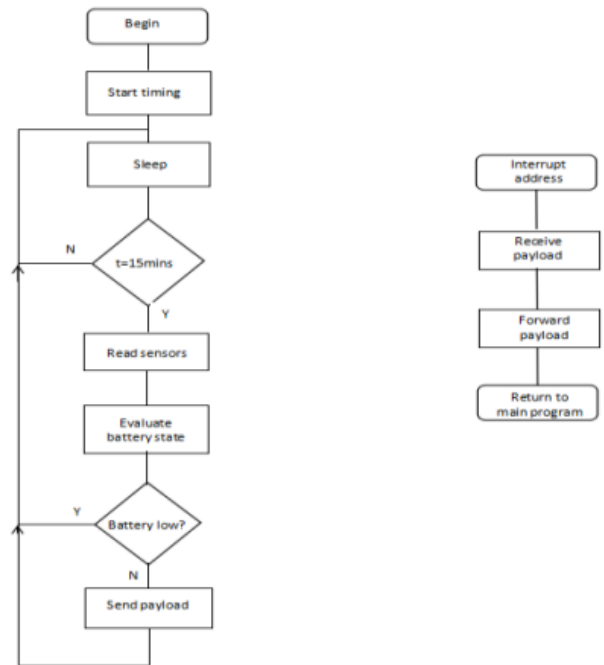 Begin
Start timing
Sleep
N
t=15mins
Y
Read sensors
Evaluate
battery state
Y
Battery low?
N
Send payload
Interrupt
address
Receive
payload
Forward
payload
Return to
main program